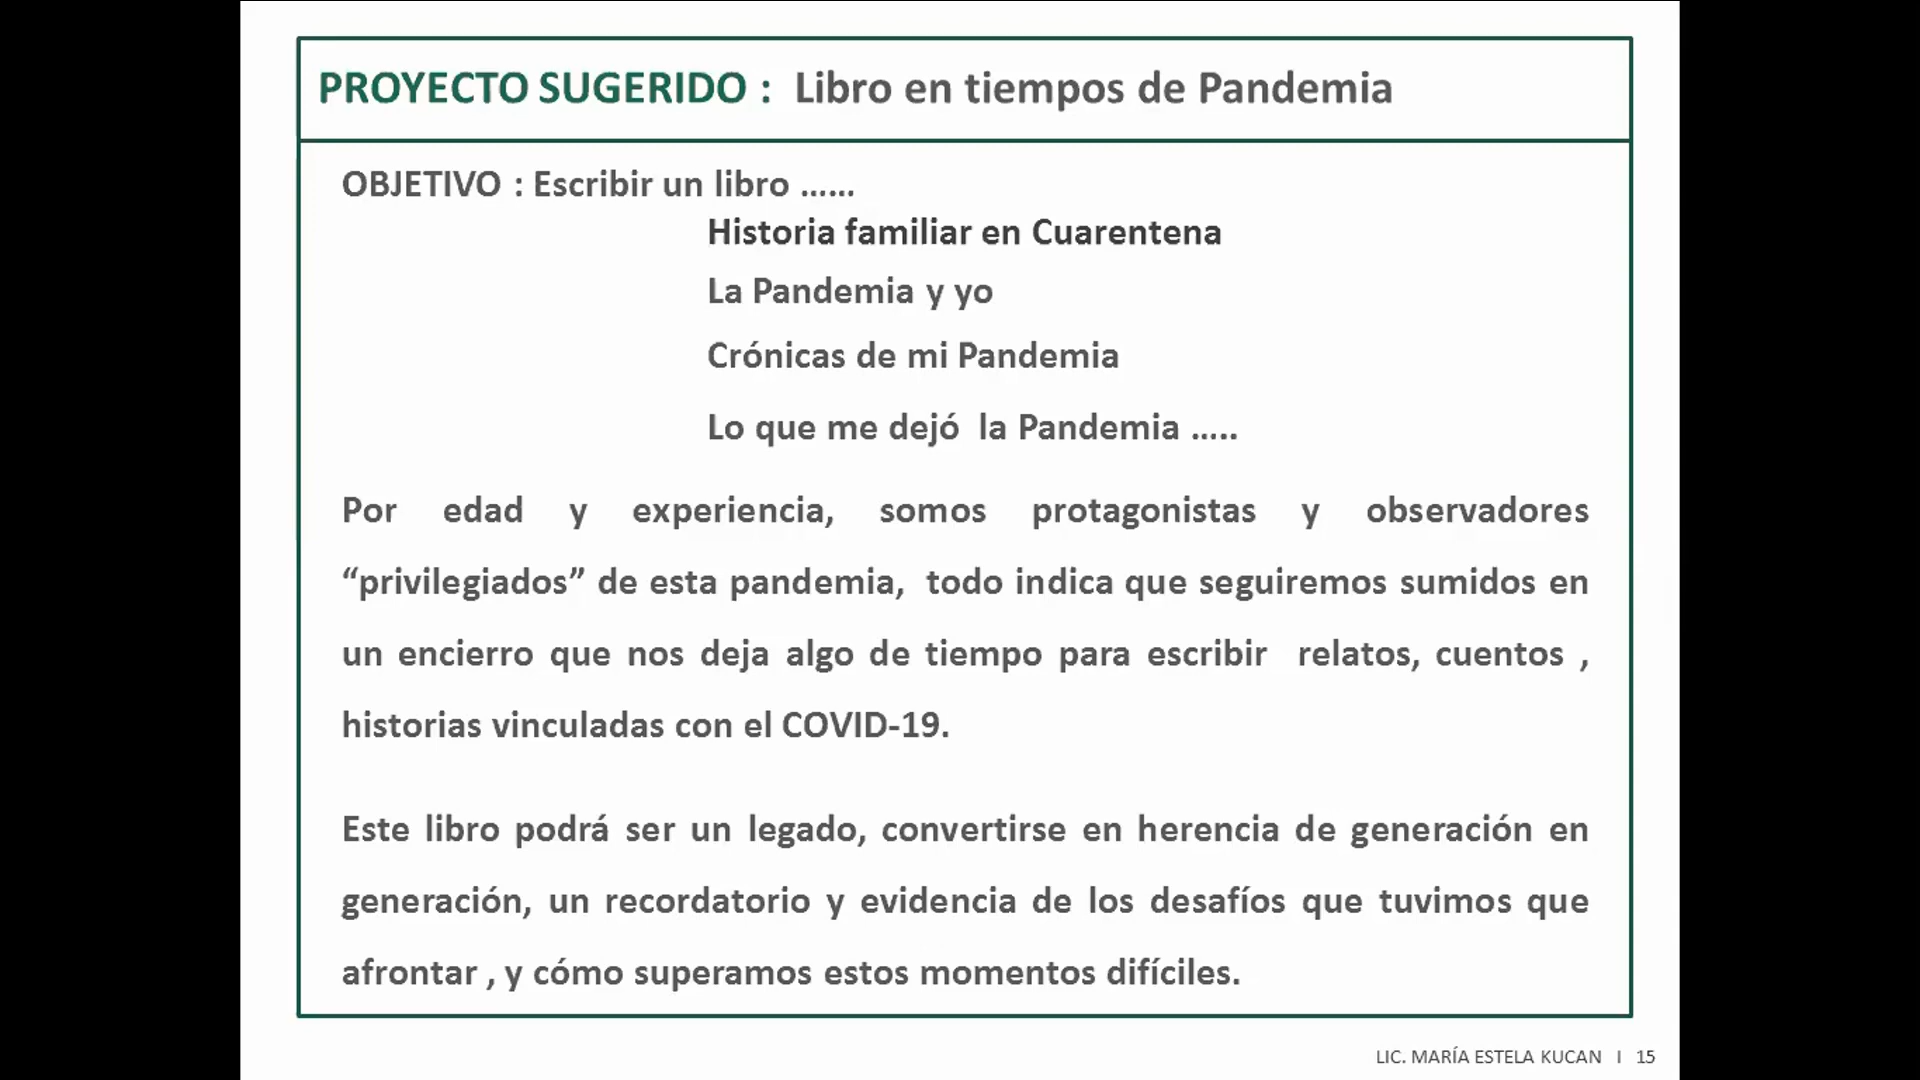 PROYECTO SUGERIDO : Libro en tiempos de Pandemia
OBJETIVO : Escribir un libro ......
Historia familiar en Cuarentena
La Pandemia y yo
Crónicas de mi Pandemia
Lo que me dejó la Pandemia .....
Por edad y experiencia, somos protagonistas y observadores
“privilegiados” de esta pandemia, todo indica que seguiremos sumidos en
un encierro que nos deja algo de tiempo para escribir relatos, cuentos ,
historias vinculadas con el COVID-19.
Este libro podrá ser un legado, convertirse en herencia de generación en
generación, un recordatorio y evidencia de los desafíos que tuvimos que
afrontar , y cómo superamos estos momentos difíciles.
LIC. MARÍA ESTELA KUCAN I 15